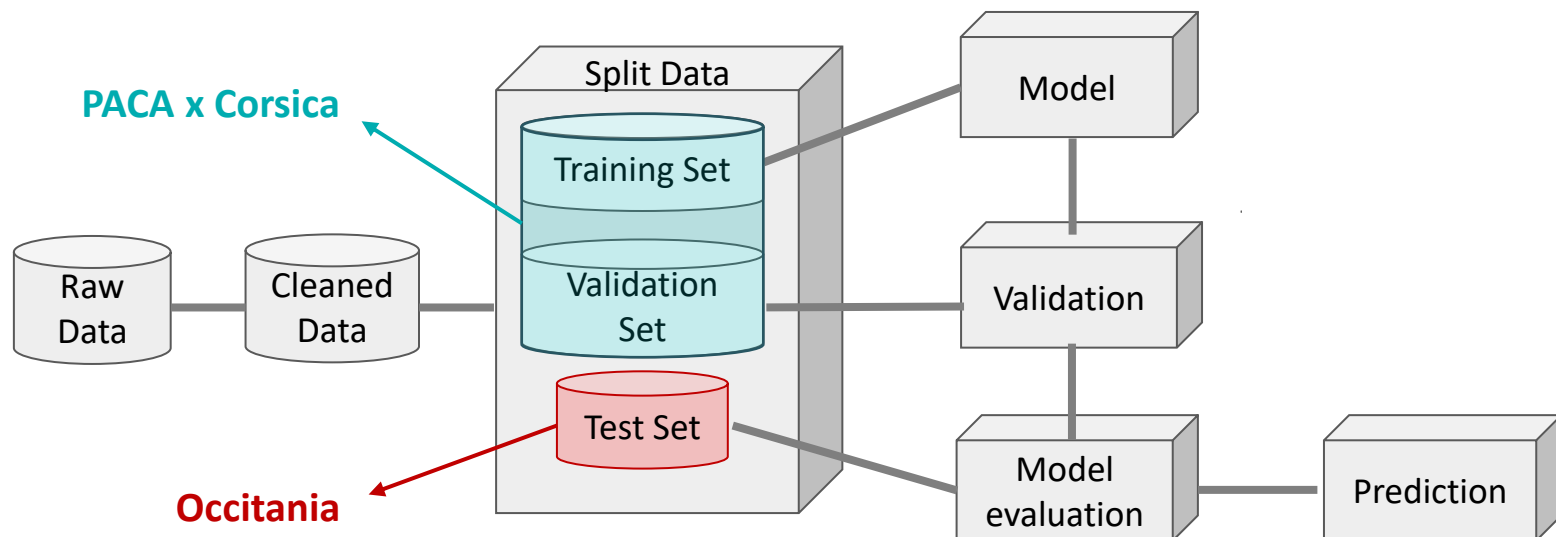 Split Data
PACA x Corsica
Training Set
Model
Raw
Data
Cleaned
Data
Validation
Set
Validation
Test Set
Occitania
Model
evaluation
Prediction